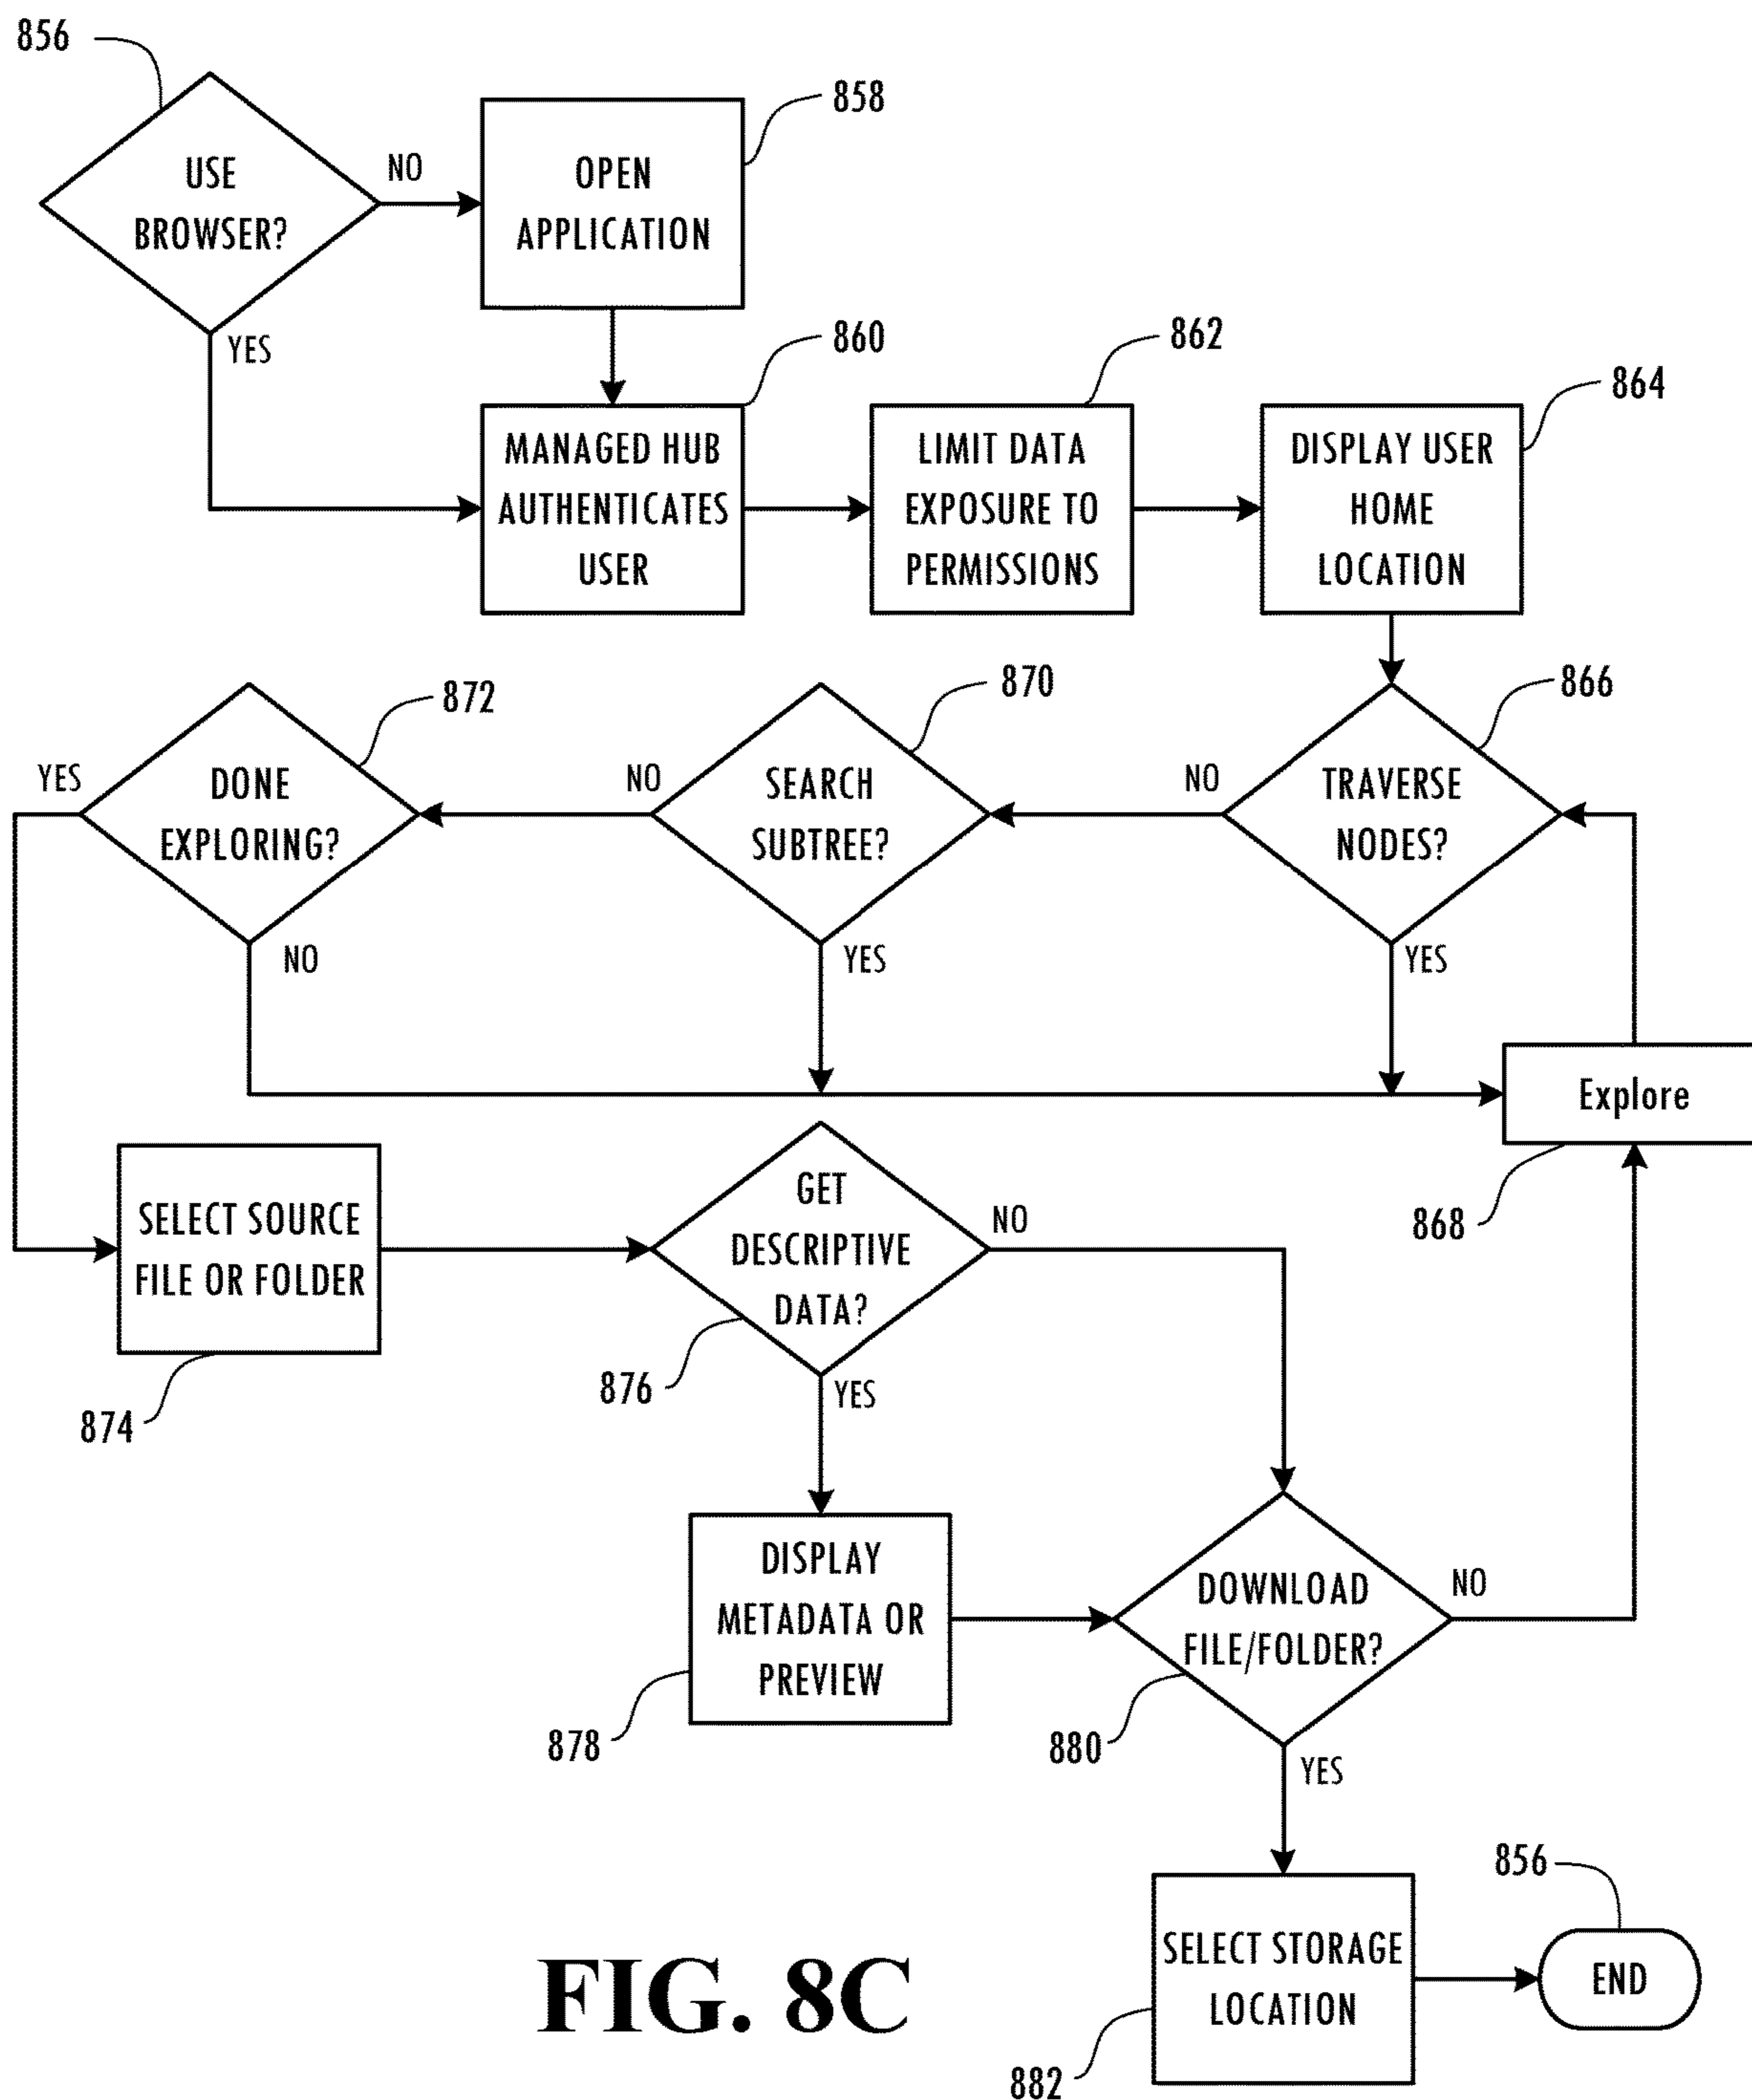 856
858
USE
BROWSER?
NO
OPEN
APPLICATION
YES
860
862
864
MANAGED HUB
AUTHENTICATES
USER
LIMIT DATA
EXPOSURE TO
PERMISSIONS
DISPLAY USER
HOME
LOCATION
872
870
866
YES
DONE
EXPLORING?
NO
SEARCH
SUBTREE?
NO
TRAVERSE
NODES?
NO
YES
YES
Explore
868
SELECT SOURCE
FILE OR FOLDER
874
GET
DESCRIPTIVE
DATA?
NO
876
YES
DISPLAY
METADATA OR
PREVIEW
878
DOWNLOAD
FILE/FOLDER?
NO
880
YES
856
SELECT STORAGE
LOCATION
END
882
FIG. 8C